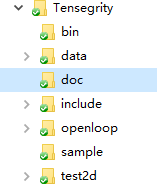 Tensegrity
bin
data
doc
include
openloop
sample
test2d